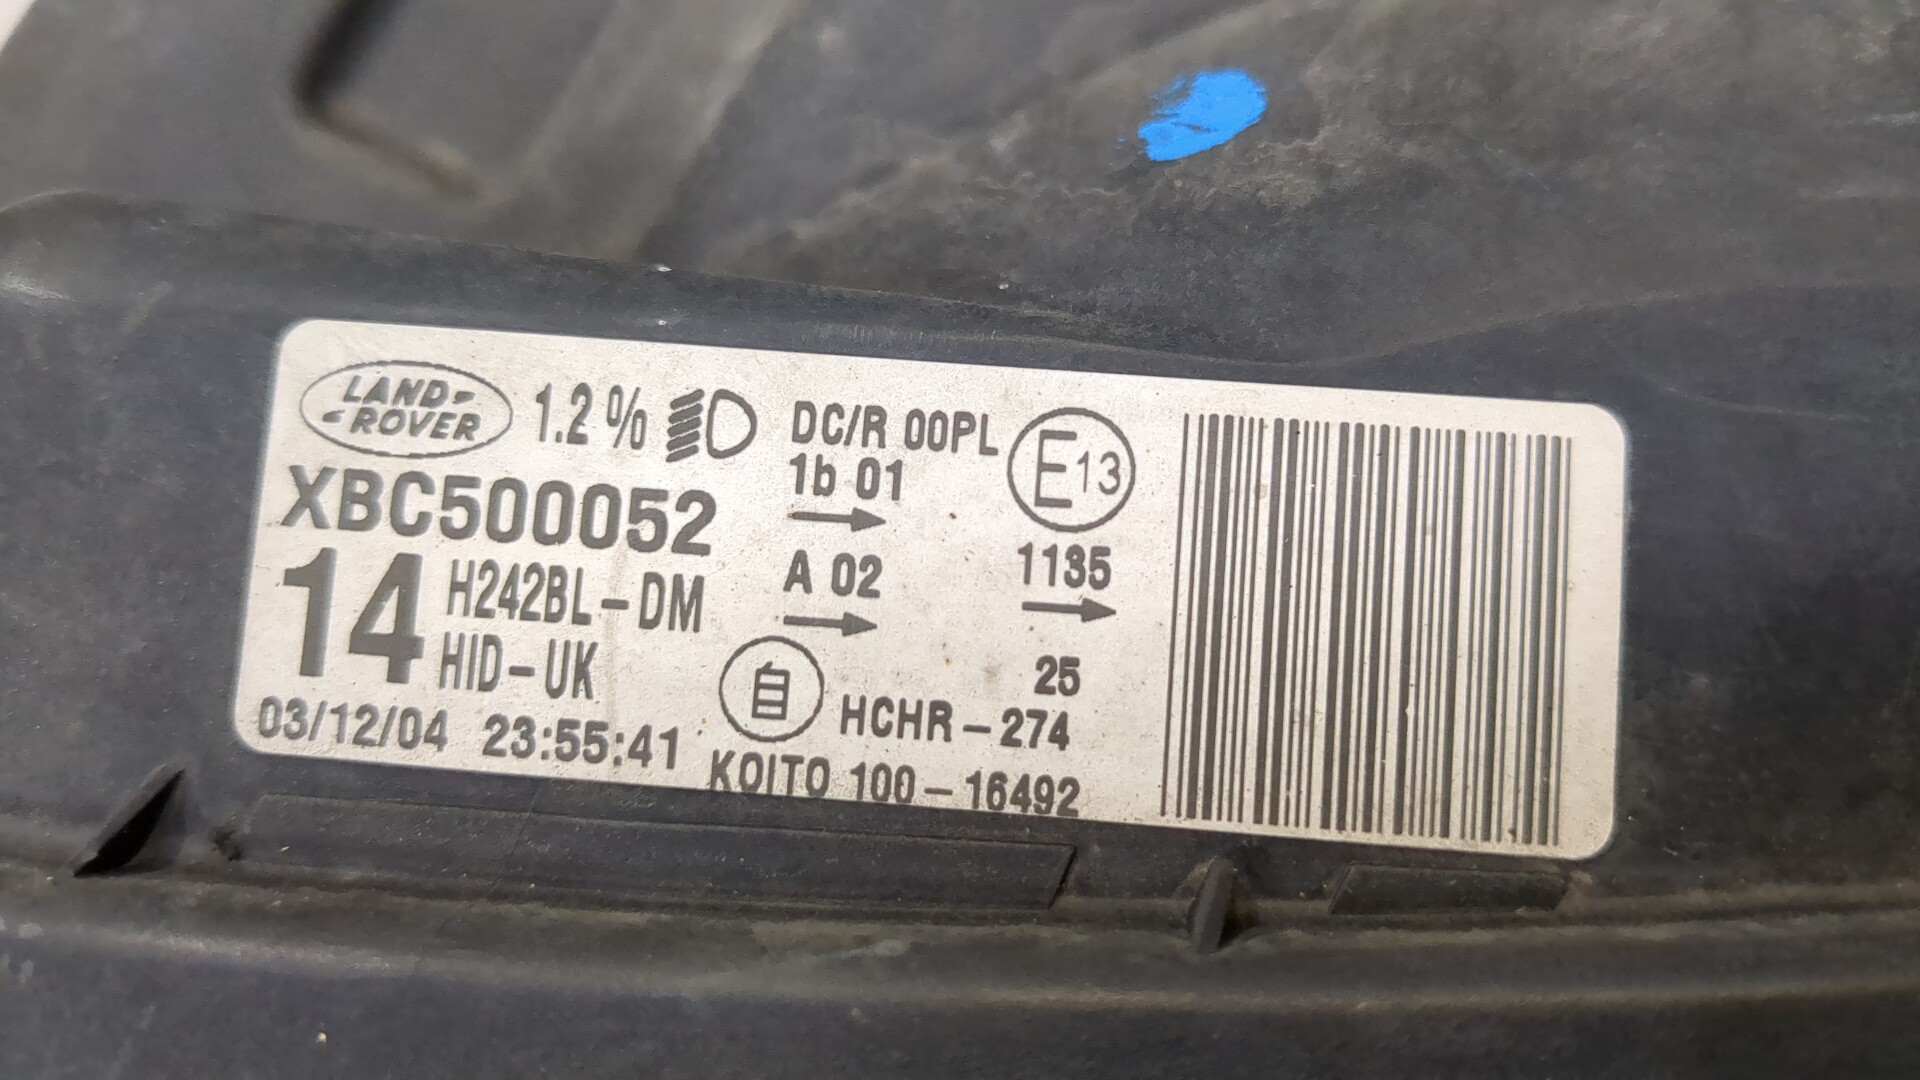 LAND ROVER 1.2% DC/R 00PL E13
1b 01
XBC500052
14 H242BL-DM A 02 1135
HID-UK 25
自 HCHR-274
03/12/04 23:55:41
KOITO 100-16492